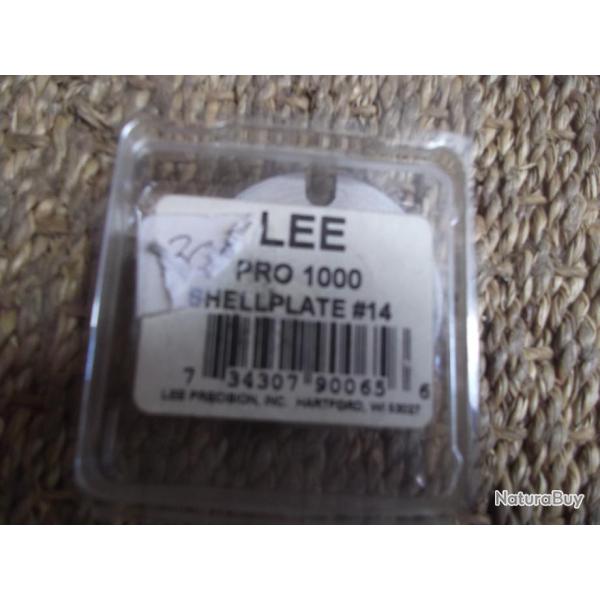 LEE
PRO 1000
SHELLPLATE #14
7 34307 90065 6
LEE PRECISION, INC. HARTFORD, WI 53027
NaturaBuy